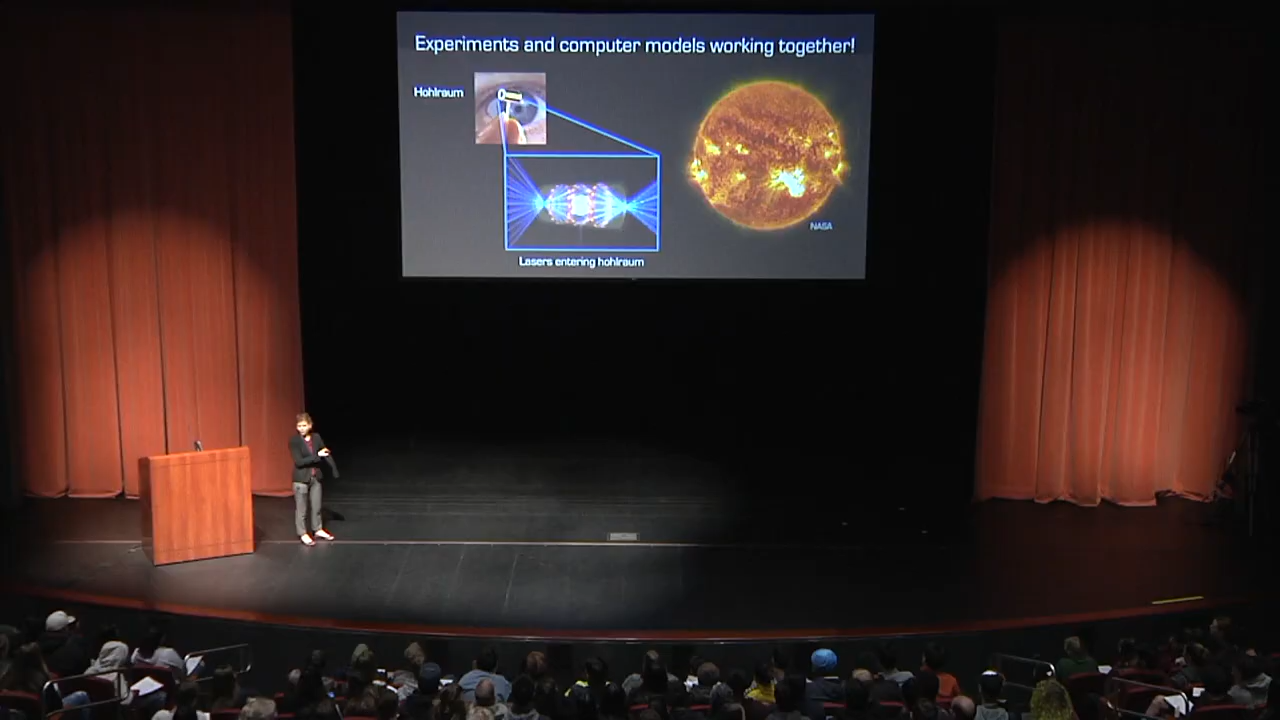 Experiments and computer models working together!
Hohlraum
NASA
Lasers entering hohlraum